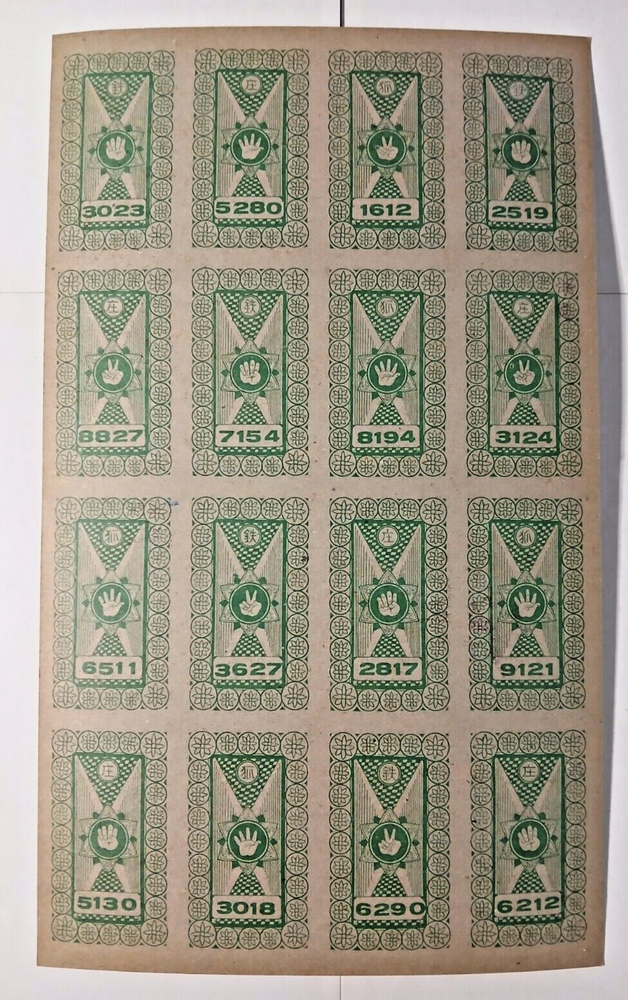 鉄 庄 狐
3023 5280 1612 2519
庄 鉄 狐 庄
8827 7154 8194 3124
狐 鉄 庄 狐
6511 3627 2817 9121
庄 狐 鉄 庄
5130 3018 6290 6212